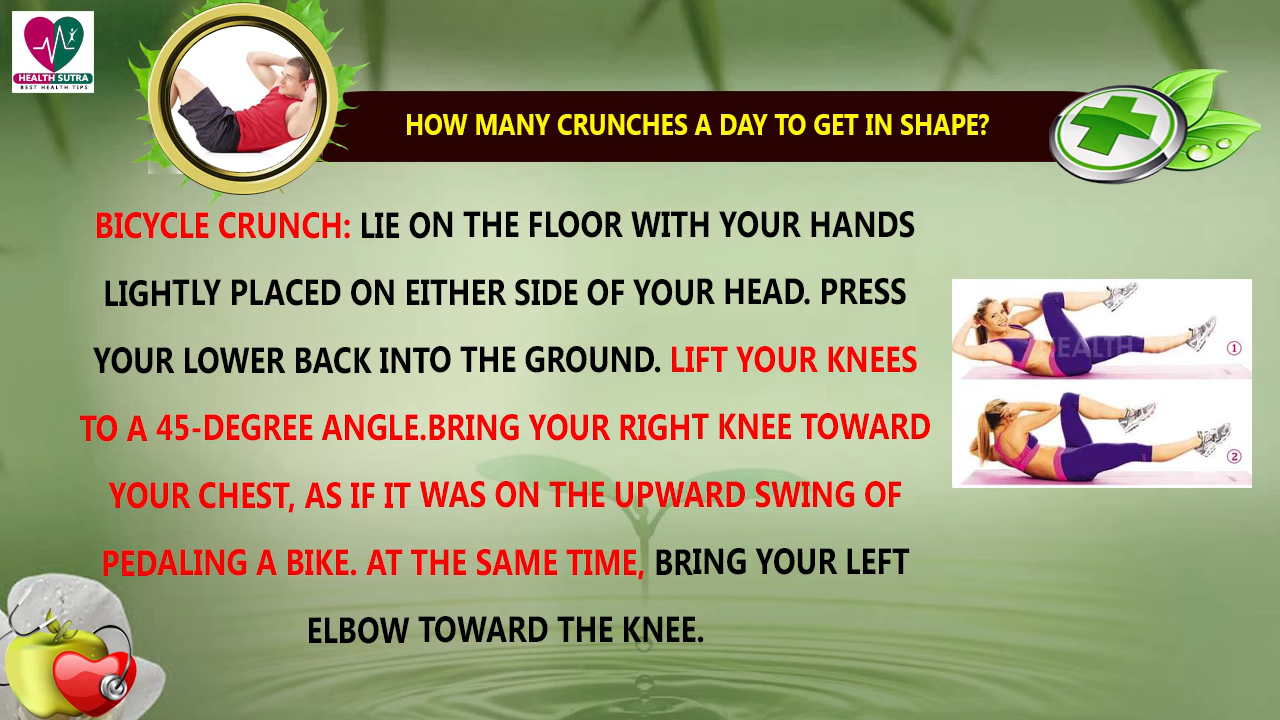 HEALTH SUTRA
BEST HEALTH TIPS
HOW MANY CRUNCHES A DAY TO GET IN SHAPE?
BICYCLE CRUNCH: LIE ON THE FLOOR WITH YOUR HANDS
LIGHTLY PLACED ON EITHER SIDE OF YOUR HEAD. PRESS
YOUR LOWER BACK INTO THE GROUND. LIFT YOUR KNEES
TO A 45-DEGREE ANGLE.BRING YOUR RIGHT KNEE TOWARD
YOUR CHEST, AS IF IT WAS ON THE UPWARD SWING OF
PEDALING A BIKE. AT THE SAME TIME, BRING YOUR LEFT
ELBOW TOWARD THE KNEE.
①
②